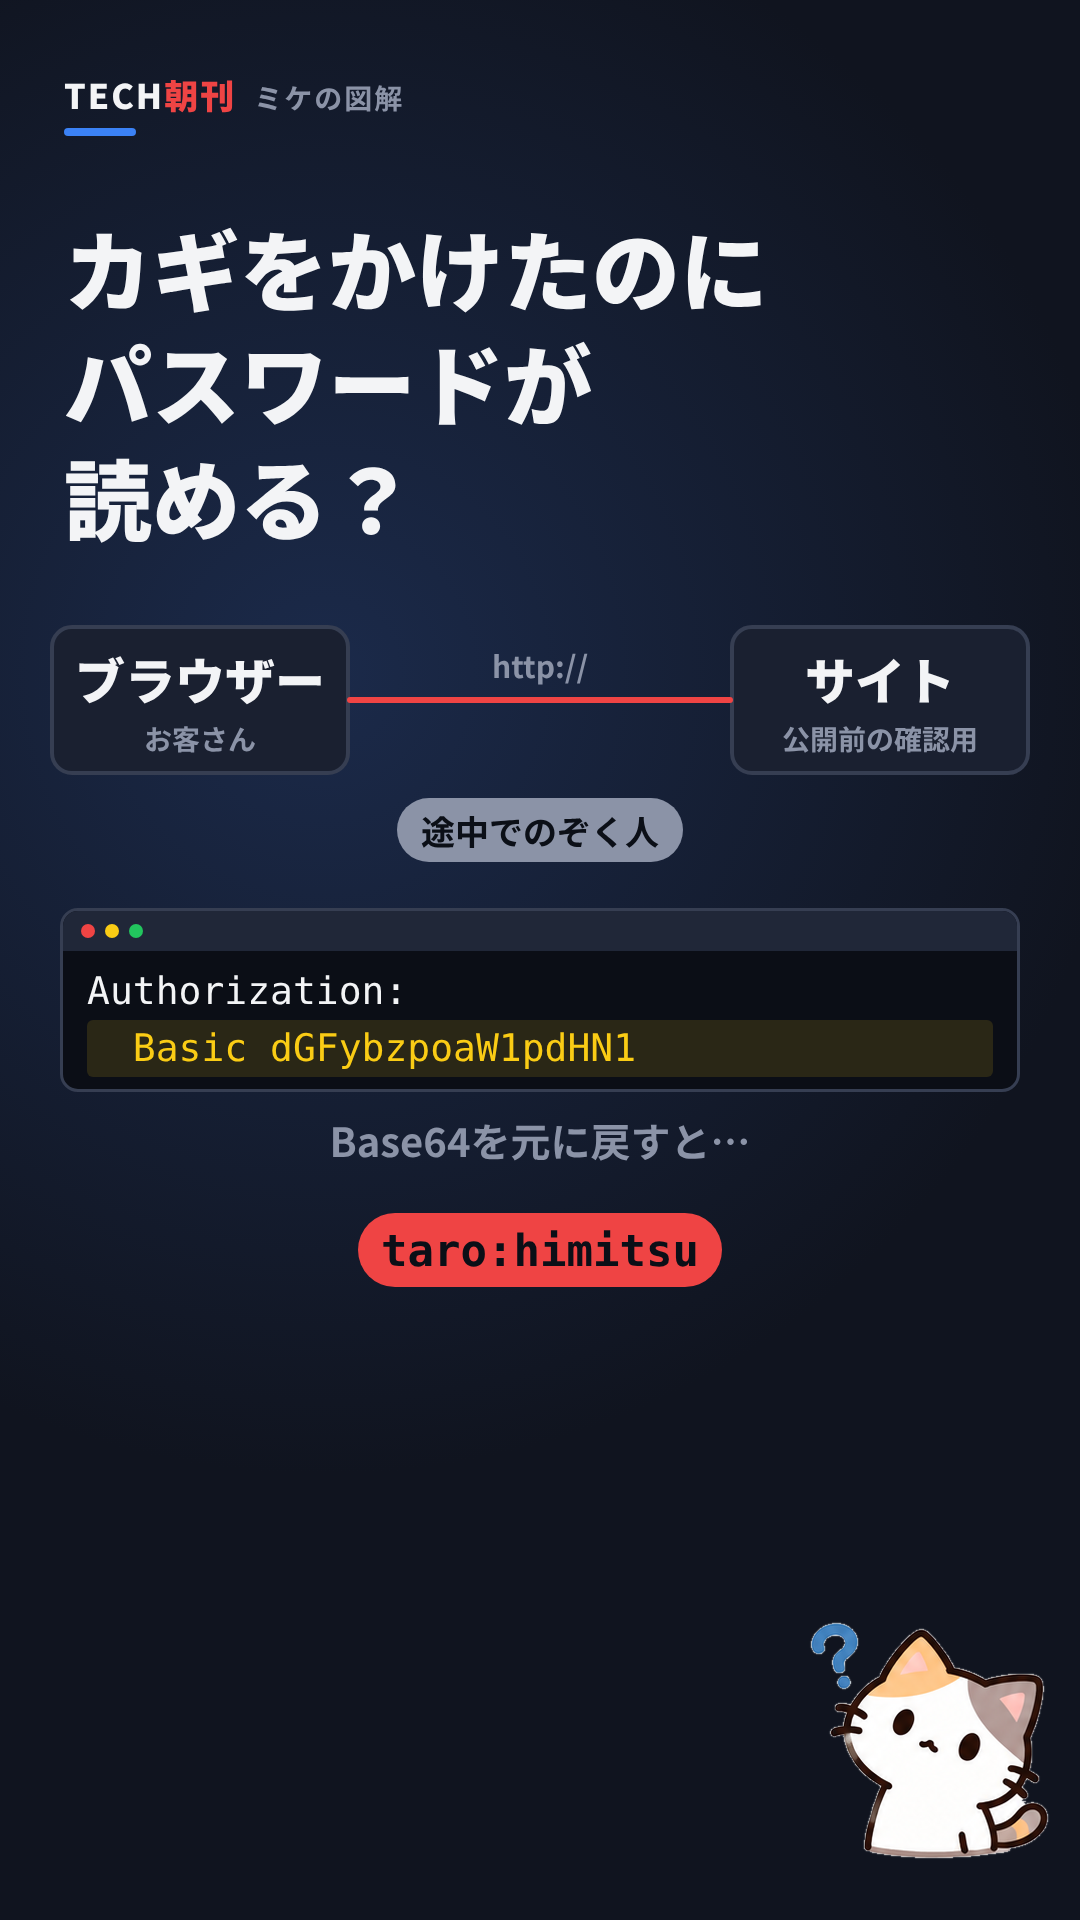 TECH朝刊 ミケの図解
カギをかけたのに
パスワードが
読める？
ブラウザー
お客さん
http://
サイト
公開前の確認用
途中でのぞく人
Authorization:
Basic dGFybzpoaW1pdHN1
Base64を元に戻すと…
taro:himitsu
?